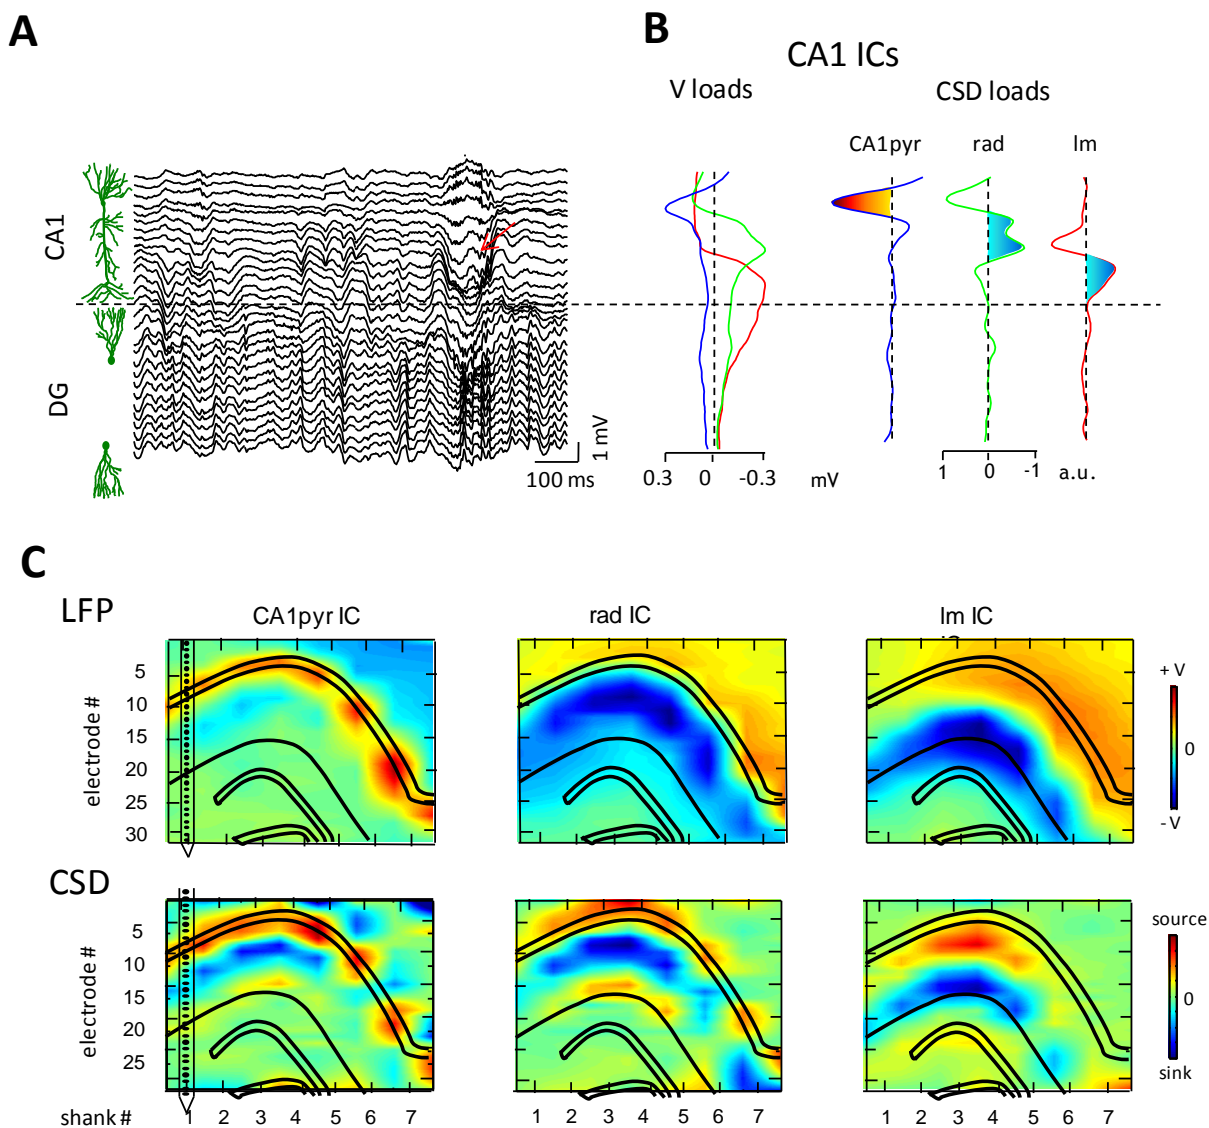 A
B
CA1 ICs
V loads
CSD loads
CA1pyr
rad
lm
CA1
DG
1 mV
100 ms
0.3
0
-0.3
mV
1
0
-1
a.u.
C
LFP
CA1pyr IC
rad IC
lm IC
electrode #
5
10
15
20
25
30
+ V
0
- V
CSD
electrode #
5
10
15
20
25
source
0
sink
shank #
1 2 3 4 5 6 7
1 2 3 4 5 6 7
1 2 3 4 5 6 7